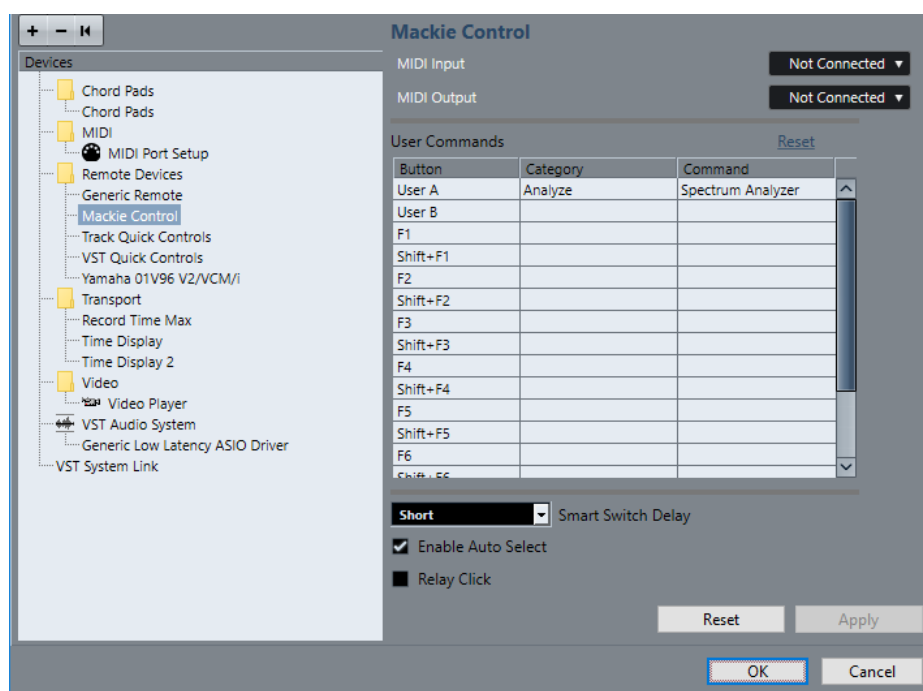 Devices
Chord Pads
Chord Pads
MIDI
MIDI Port Setup
Remote Devices
Generic Remote
Mackie Control
Track Quick Controls
VST Quick Controls
Yamaha 01V96 V2/VCM/i
Transport
Record Time Max
Time Display
Time Display 2
Video
Video Player
VST Audio System
Generic Low Latency ASIO Driver
VST System Link
Mackie Control
MIDI Input Not Connected
MIDI Output Not Connected
User Commands Reset
Button Category Command
User A Analyze Spectrum Analyzer
User B
F1
Shift+F1
F2
Shift+F2
F3
Shift+F3
F4
Shift+F4
F5
Shift+F5
F6
Shift+F6
Short Smart Switch Delay
Enable Auto Select
Relay Click
Reset Apply
OK Cancel